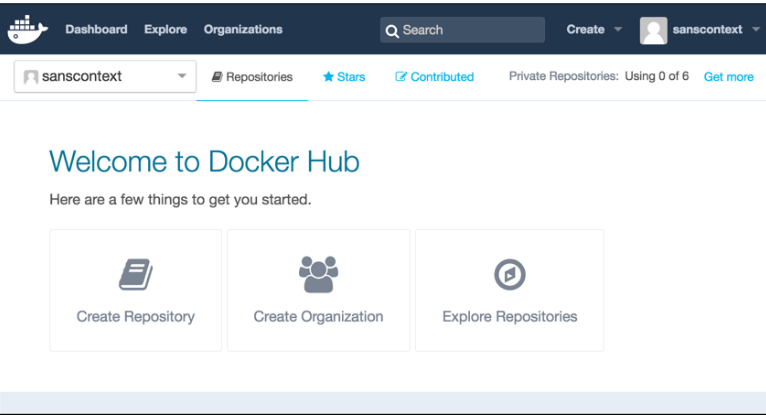 Dashboard Explore Organizations Search Create sanscontext
sanscontext Repositories Stars Contributed Private Repositories: Using 0 of 6 Get more
Welcome to Docker Hub
Here are a few things to get you started.
Create Repository Create Organization Explore Repositories